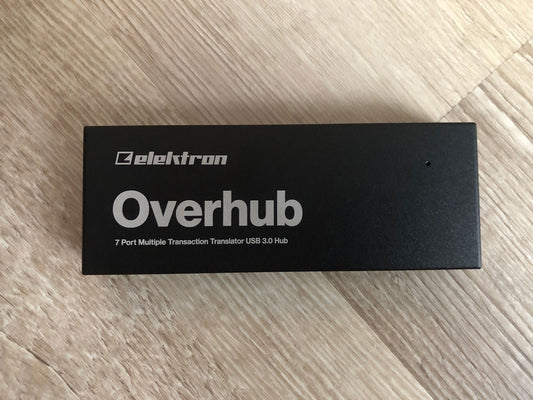 elektron
Overhub
7 Port Multiple Transaction Translator USB 3.0 Hub